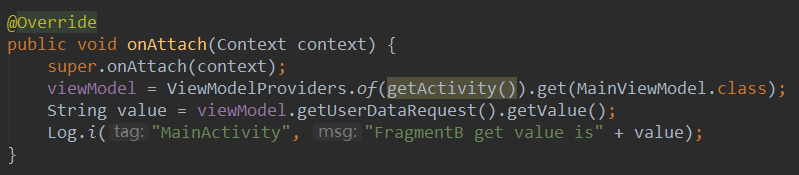 @Override
public void onAttach(Context context) {
    super.onAttach(context);
    viewModel = ViewModelProviders.of(getActivity()).get(MainViewModel.class);
    String value = viewModel.getUserDataRequest().getValue();
    Log.i( tag: "MainActivity", msg: "FragmentB get value is" + value);
}